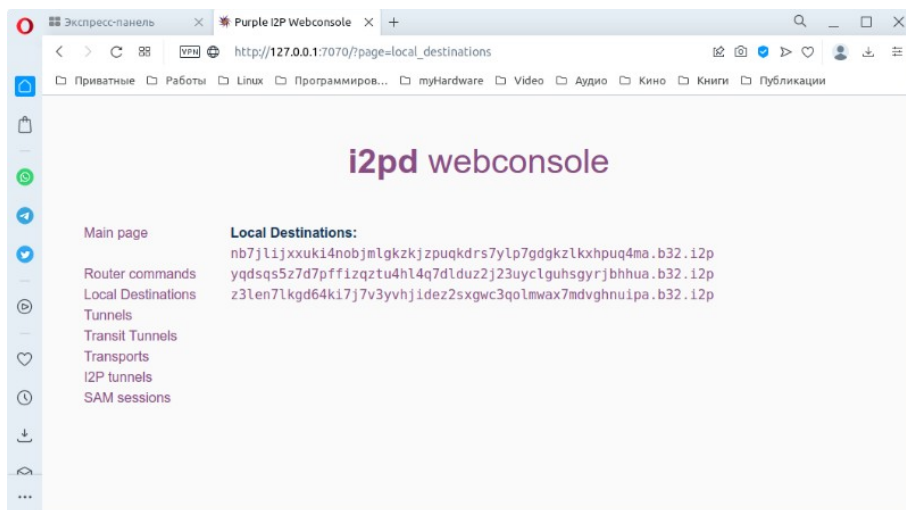 Экспресс-панель
Purple I2P Webconsole
VPN http://127.0.0.1:7070/?page=local_destinations
Приватные Работы Linux Программиров... myHardware Video Аудио Кино Книги Публикации
i2pd webconsole
Main page
Router commands
Local Destinations
Tunnels
Transit Tunnels
Transports
I2P tunnels
SAM sessions
Local Destinations:
nb7jlijxxuki4nobjmlgkzkjzpuqkdrs7ylp7gdgkzlkxhpuq4ma.b32.i2p
yqdsqs5z7d7pffizqztu4hl4q7dlduz2j23uyclguhsgyrjbhhua.b32.i2p
z3len7lkgd64ki7j7v3yvhjidez2sxgwc3qolmwax7mdvghnuipa.b32.i2p